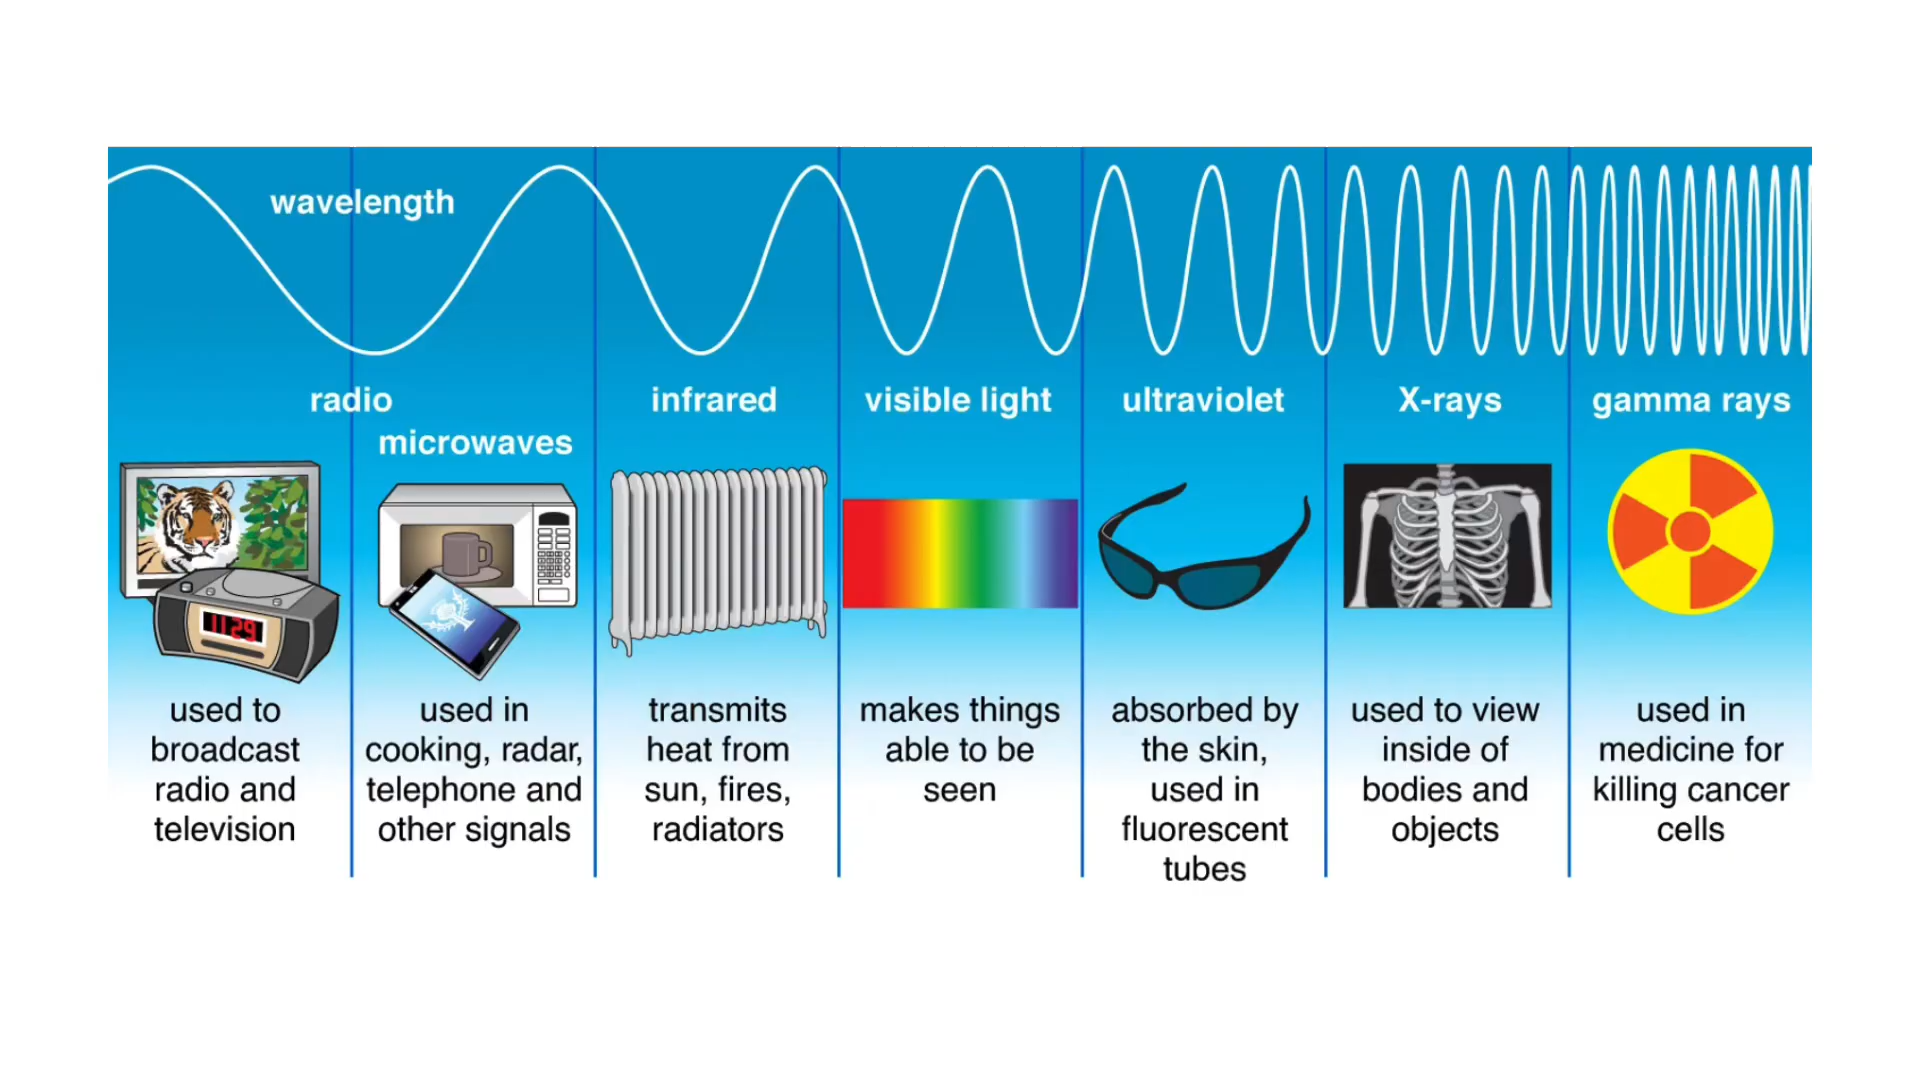 wavelength
radio
microwaves
infrared
visible light
ultraviolet
X-rays
gamma rays
11 29
used to
broadcast
radio and
television
used in
cooking, radar,
telephone and
other signals
transmits
heat from
sun, fires,
radiators
makes things
able to be
seen
absorbed by
the skin,
used in
fluorescent
tubes
used to view
inside of
bodies and
objects
used in
medicine for
killing cancer
cells